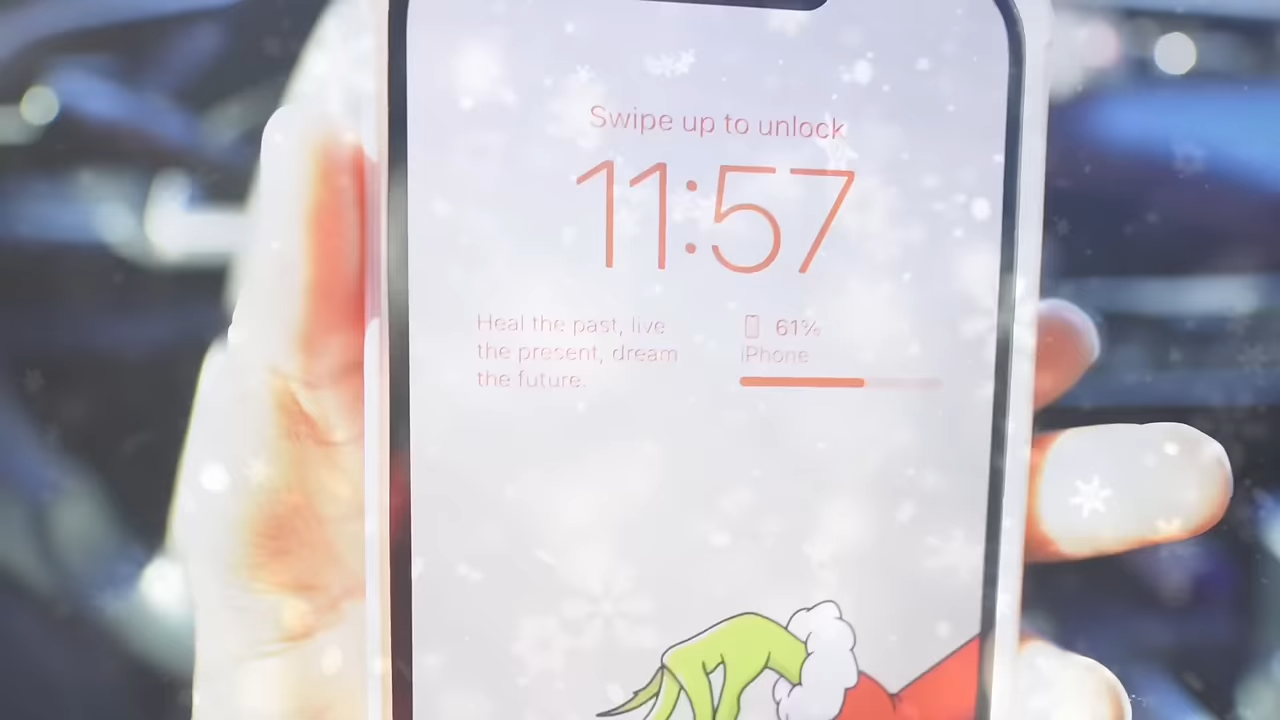 Swipe up to unlock
11:57
Heal the past, live
the present, dream
the future.
61%
iPhone